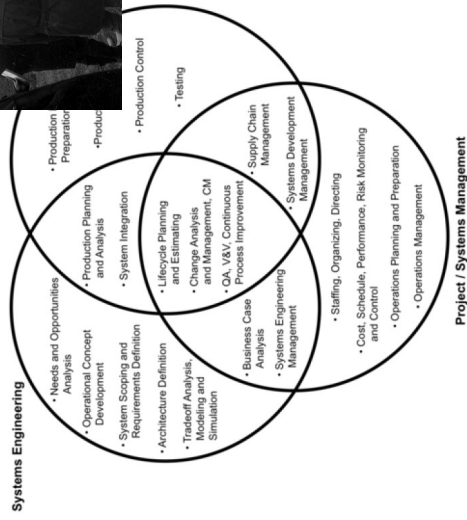 Systems Engineering
• Needs and Opportunities
Analysis
• Operational Concept
Development
• System Scoping and
Requirements Definition
• Architecture Definition
• Tradeoff Analysis,
Modeling and
Simulation
• Production Planning
and Analysis
• System Integration
• Lifecycle Planning
and Estimating
• Change Analysis
and Management, CM
• QA, V&V, Continuous
Process Improvement
• Business Case
Analysis
• Systems Engineering
Management
• Production
Preparation
• Production Control
• Testing
• Supply Chain
Management
• Systems Development
Management
• Staffing, Organizing, Directing
• Cost, Schedule, Performance, Risk Monitoring
and Control
• Operations Planning and Preparation
• Operations Management
Project / Systems Management